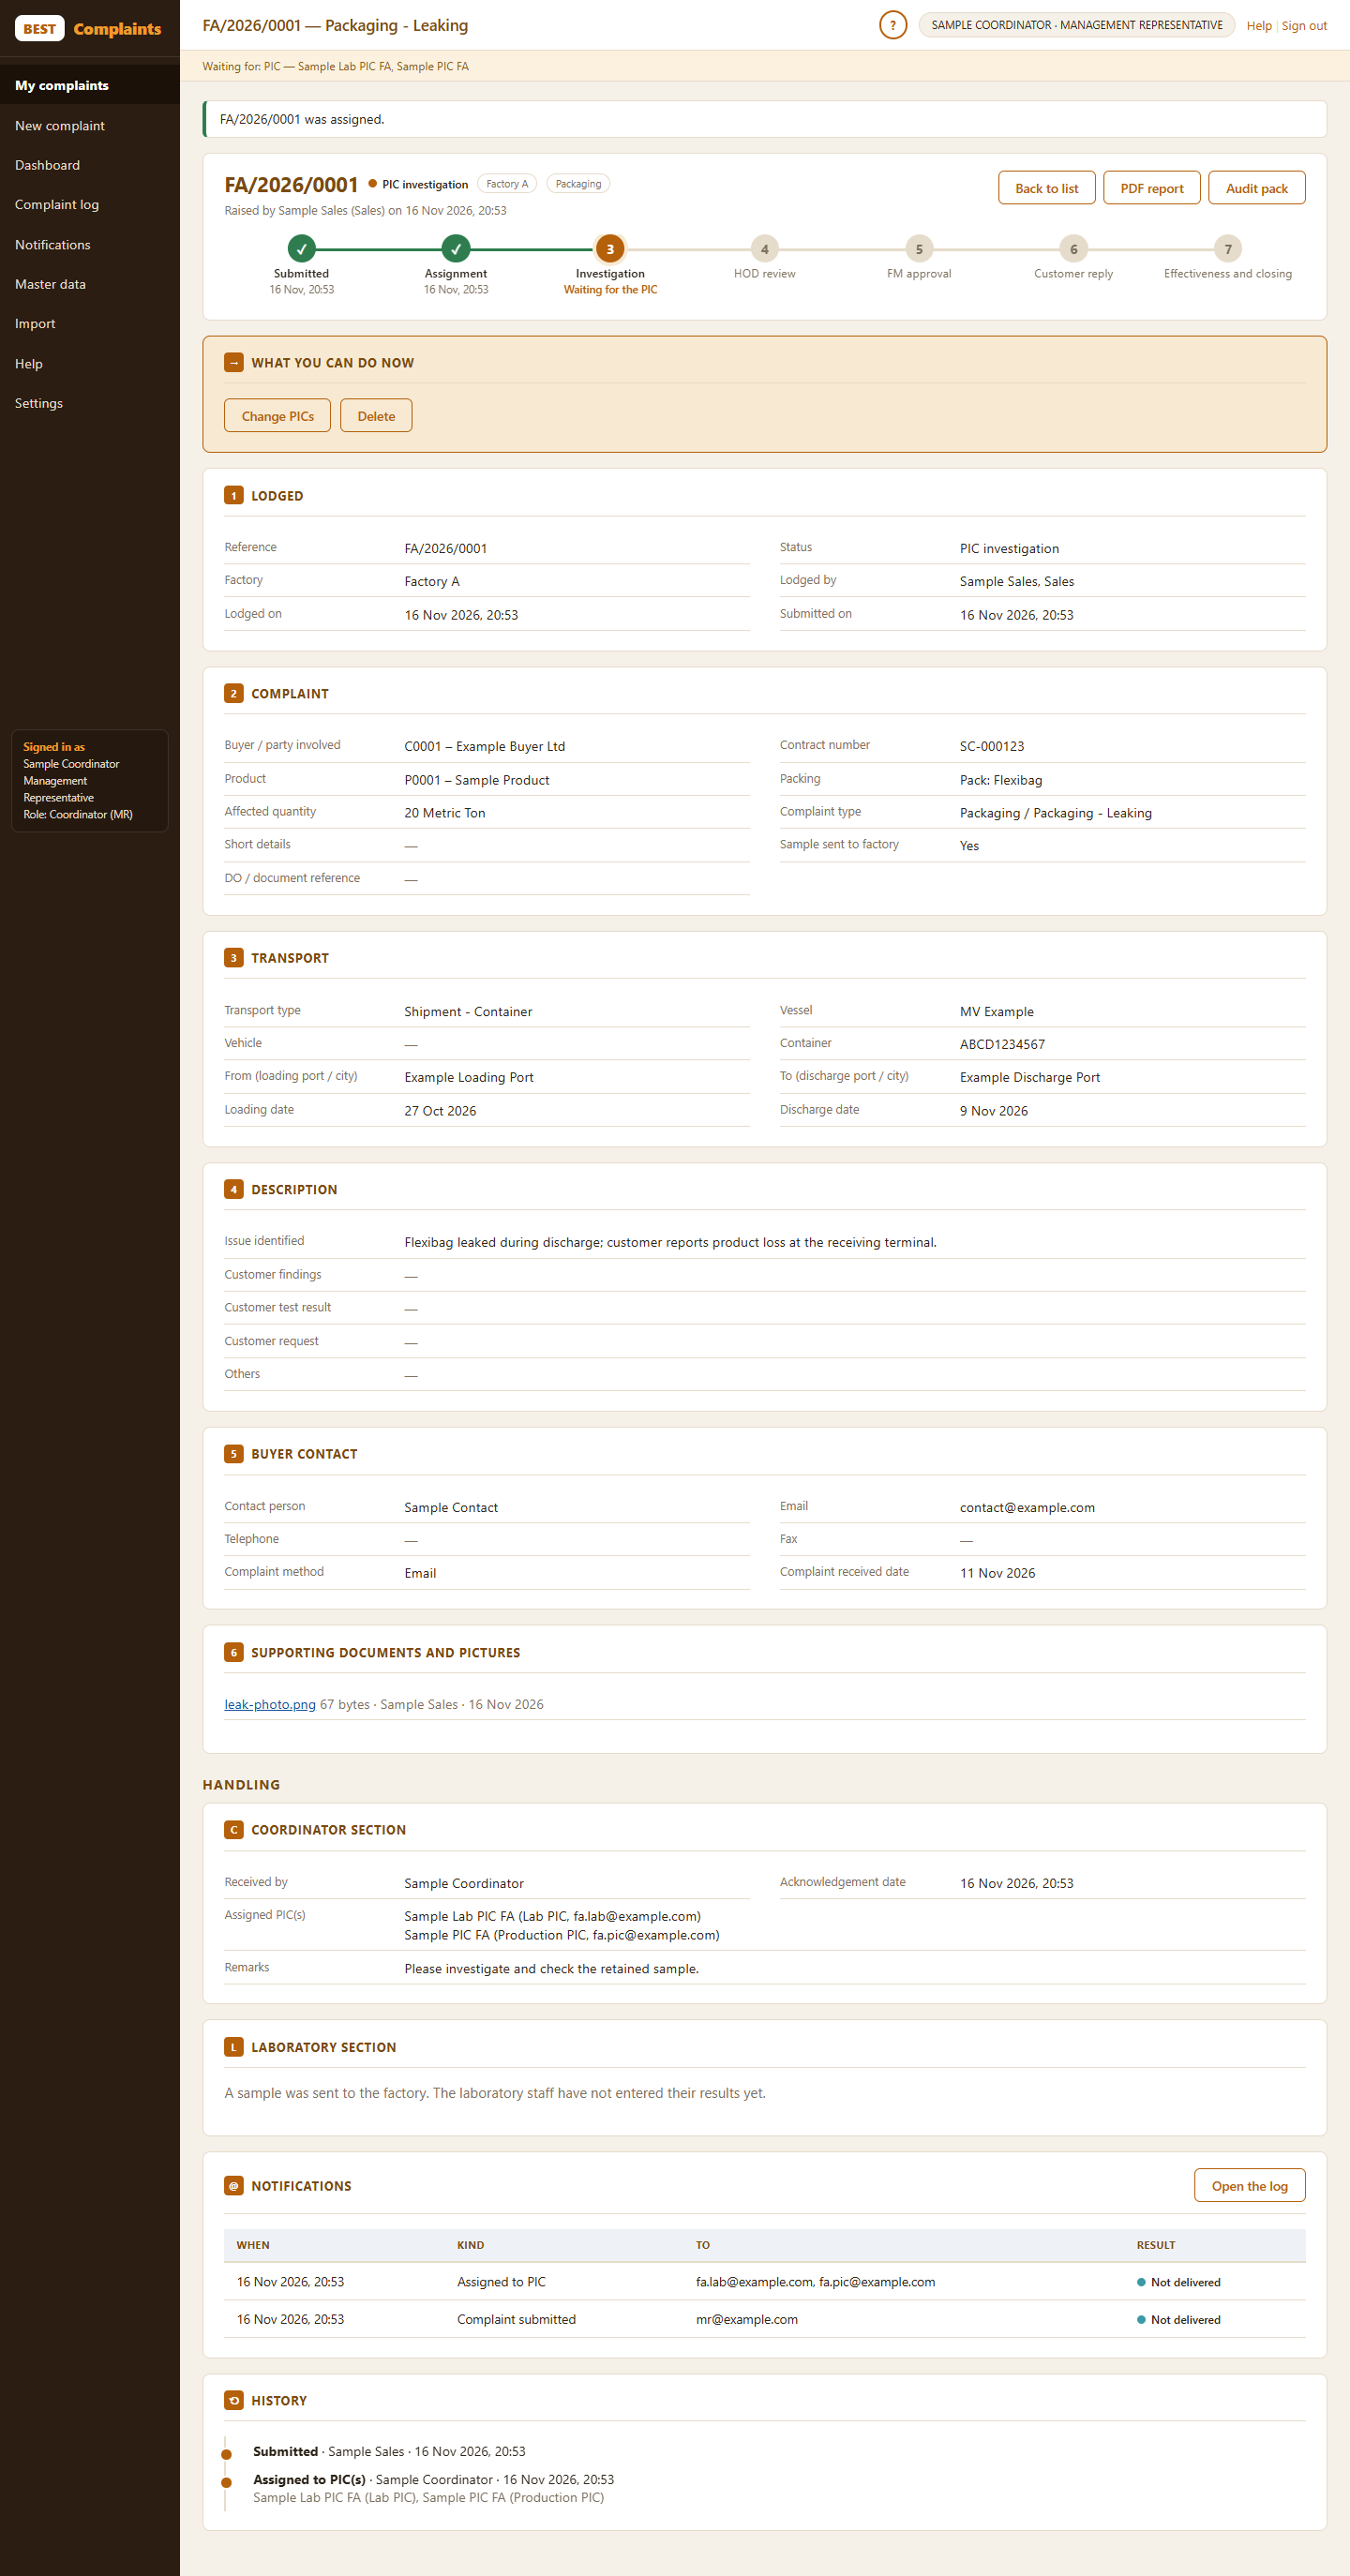 BEST Complaints
My complaints
New complaint
Dashboard
Complaint log
Notifications
Master data
Import
Help
Settings
Signed in as
Sample Coordinator
Management
Representative
Role: Coordinator (MR)
FA/2026/0001 — Packaging - Leaking
?
SAMPLE COORDINATOR · MANAGEMENT REPRESENTATIVE
Help | Sign out
Waiting for: PIC — Sample Lab PIC FA, Sample PIC FA
FA/2026/0001 was assigned.
FA/2026/0001 PIC investigation Factory A Packaging
Back to list PDF report Audit pack
Raised by Sample Sales (Sales) on 16 Nov 2026, 20:53
✓ ✓ 3 4 5 6 7
Submitted Assignment Investigation HOD review FM approval Customer reply Effectiveness and closing
16 Nov, 20:53 16 Nov, 20:53 Waiting for the PIC
→ WHAT YOU CAN DO NOW
Change PICs Delete
1 LODGED
Reference FA/2026/0001 Status PIC investigation
Factory Factory A Lodged by Sample Sales, Sales
Lodged on 16 Nov 2026, 20:53 Submitted on 16 Nov 2026, 20:53
2 COMPLAINT
Buyer / party involved C0001 – Example Buyer Ltd Contract number SC-000123
Product P0001 – Sample Product Packing Pack: Flexibag
Affected quantity 20 Metric Ton Complaint type Packaging / Packaging - Leaking
Short details — Sample sent to factory Yes
DO / document reference —
3 TRANSPORT
Transport type Shipment - Container Vessel MV Example
Vehicle — Container ABCD1234567
From (loading port / city) Example Loading Port To (discharge port / city) Example Discharge Port
Loading date 27 Oct 2026 Discharge date 9 Nov 2026
4 DESCRIPTION
Issue identified Flexibag leaked during discharge; customer reports product loss at the receiving terminal.
Customer findings —
Customer test result —
Customer request —
Others —
5 BUYER CONTACT
Contact person Sample Contact Email contact@example.com
Telephone — Fax —
Complaint method Email Complaint received date 11 Nov 2026
6 SUPPORTING DOCUMENTS AND PICTURES
leak-photo.png 67 bytes · Sample Sales · 16 Nov 2026
HANDLING
C COORDINATOR SECTION
Received by Sample Coordinator Acknowledgement date 16 Nov 2026, 20:53
Assigned PIC(s) Sample Lab PIC FA (Lab PIC, fa.lab@example.com)
Sample PIC FA (Production PIC, fa.pic@example.com)
Remarks Please investigate and check the retained sample.
L LABORATORY SECTION
A sample was sent to the factory. The laboratory staff have not entered their results yet.
@ NOTIFICATIONS
Open the log
WHEN KIND TO RESULT
16 Nov 2026, 20:53 Assigned to PIC fa.lab@example.com, fa.pic@example.com Not delivered
16 Nov 2026, 20:53 Complaint submitted mr@example.com Not delivered
HISTORY
Submitted · Sample Sales · 16 Nov 2026, 20:53
Assigned to PIC(s) · Sample Coordinator · 16 Nov 2026, 20:53
Sample Lab PIC FA (Lab PIC), Sample PIC FA (Production PIC)